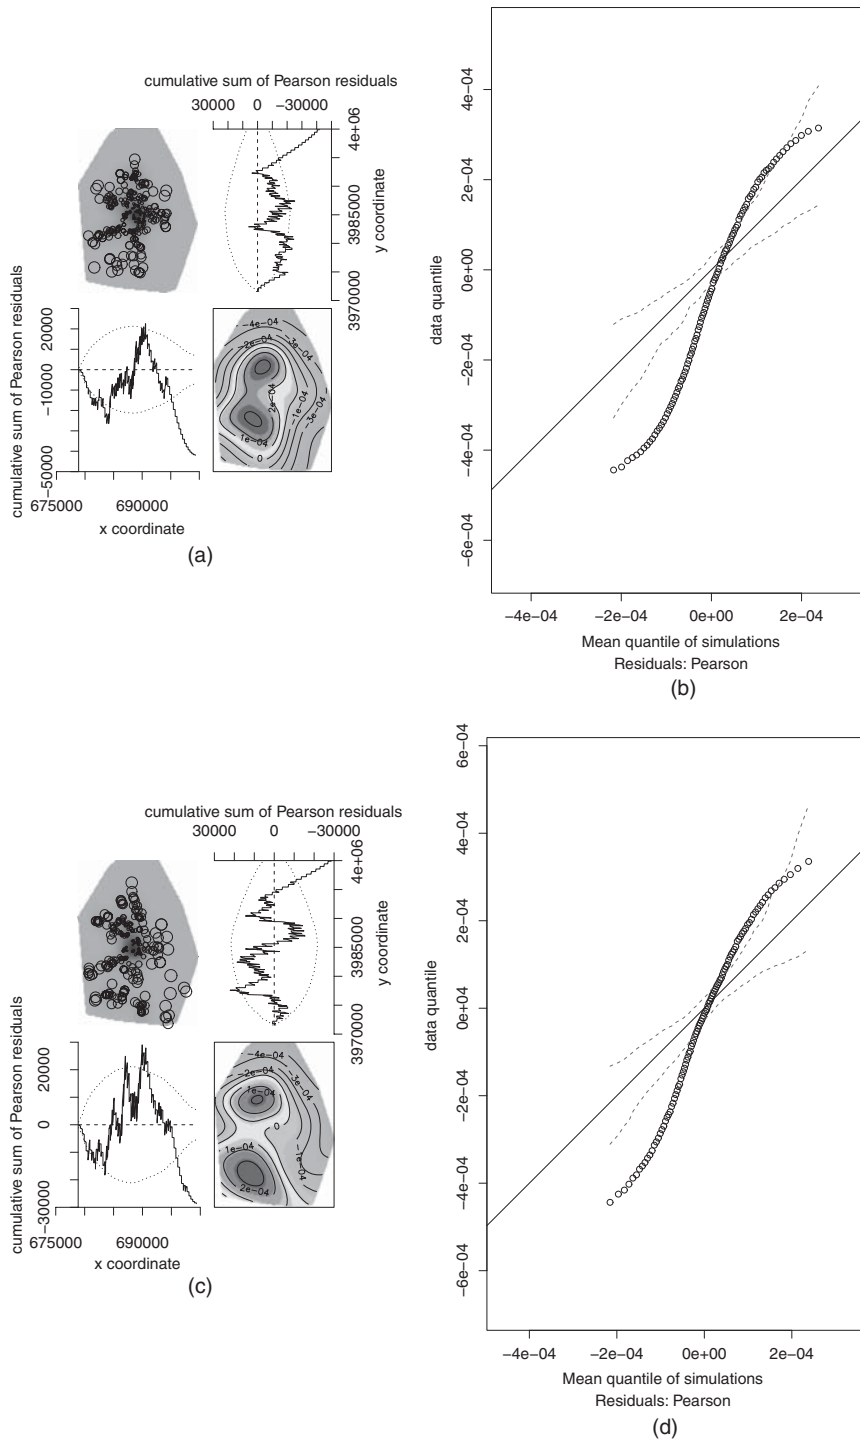 cumulative sum of Pearson residuals
30000 0 −30000
4e+06
3985000
3970000
y coordinate
cumulative sum of Pearson residuals
20000
−10000
−50000
−4e−04
−2e−04
−3e−04
2e−04
−1e−04
−3e−04
1e−04
0
675000 690000
x coordinate
(a)
data quantile
4e−04
2e−04
0e+00
−2e−04
−4e−04
−6e−04
−4e−04 −2e−04 0e+00 2e−04
Mean quantile of simulations
Residuals: Pearson
(b)
cumulative sum of Pearson residuals
30000 0 −30000
4e+06
3985000
3970000
y coordinate
cumulative sum of Pearson residuals
20000
0
−30000
−4e−04
−2e−04
−3e−04
1e−04
0
1e−04
−1e−04
2e−04
675000 690000
x coordinate
(c)
data quantile
6e−04
4e−04
2e−04
0e+04
−2e−04
−4e−04
−6e−04
−4e−04 −2e−04 0e+00 2e−04
Mean quantile of simulations
Residuals: Pearson
(d)